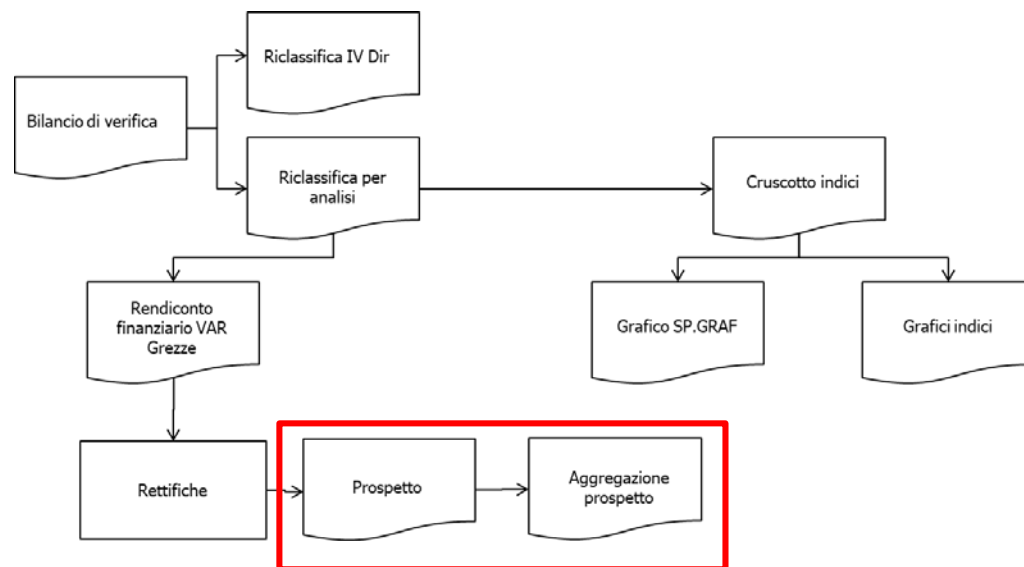 Riclassifica IV Dir
Bilancio di verifica
Riclassifica per
analisi
Cruscotto indici
Rendiconto
finanziario VAR
Grezze
Grafico SP.GRAF
Grafici indici
Rettifiche
Prospetto
Aggregazione
prospetto